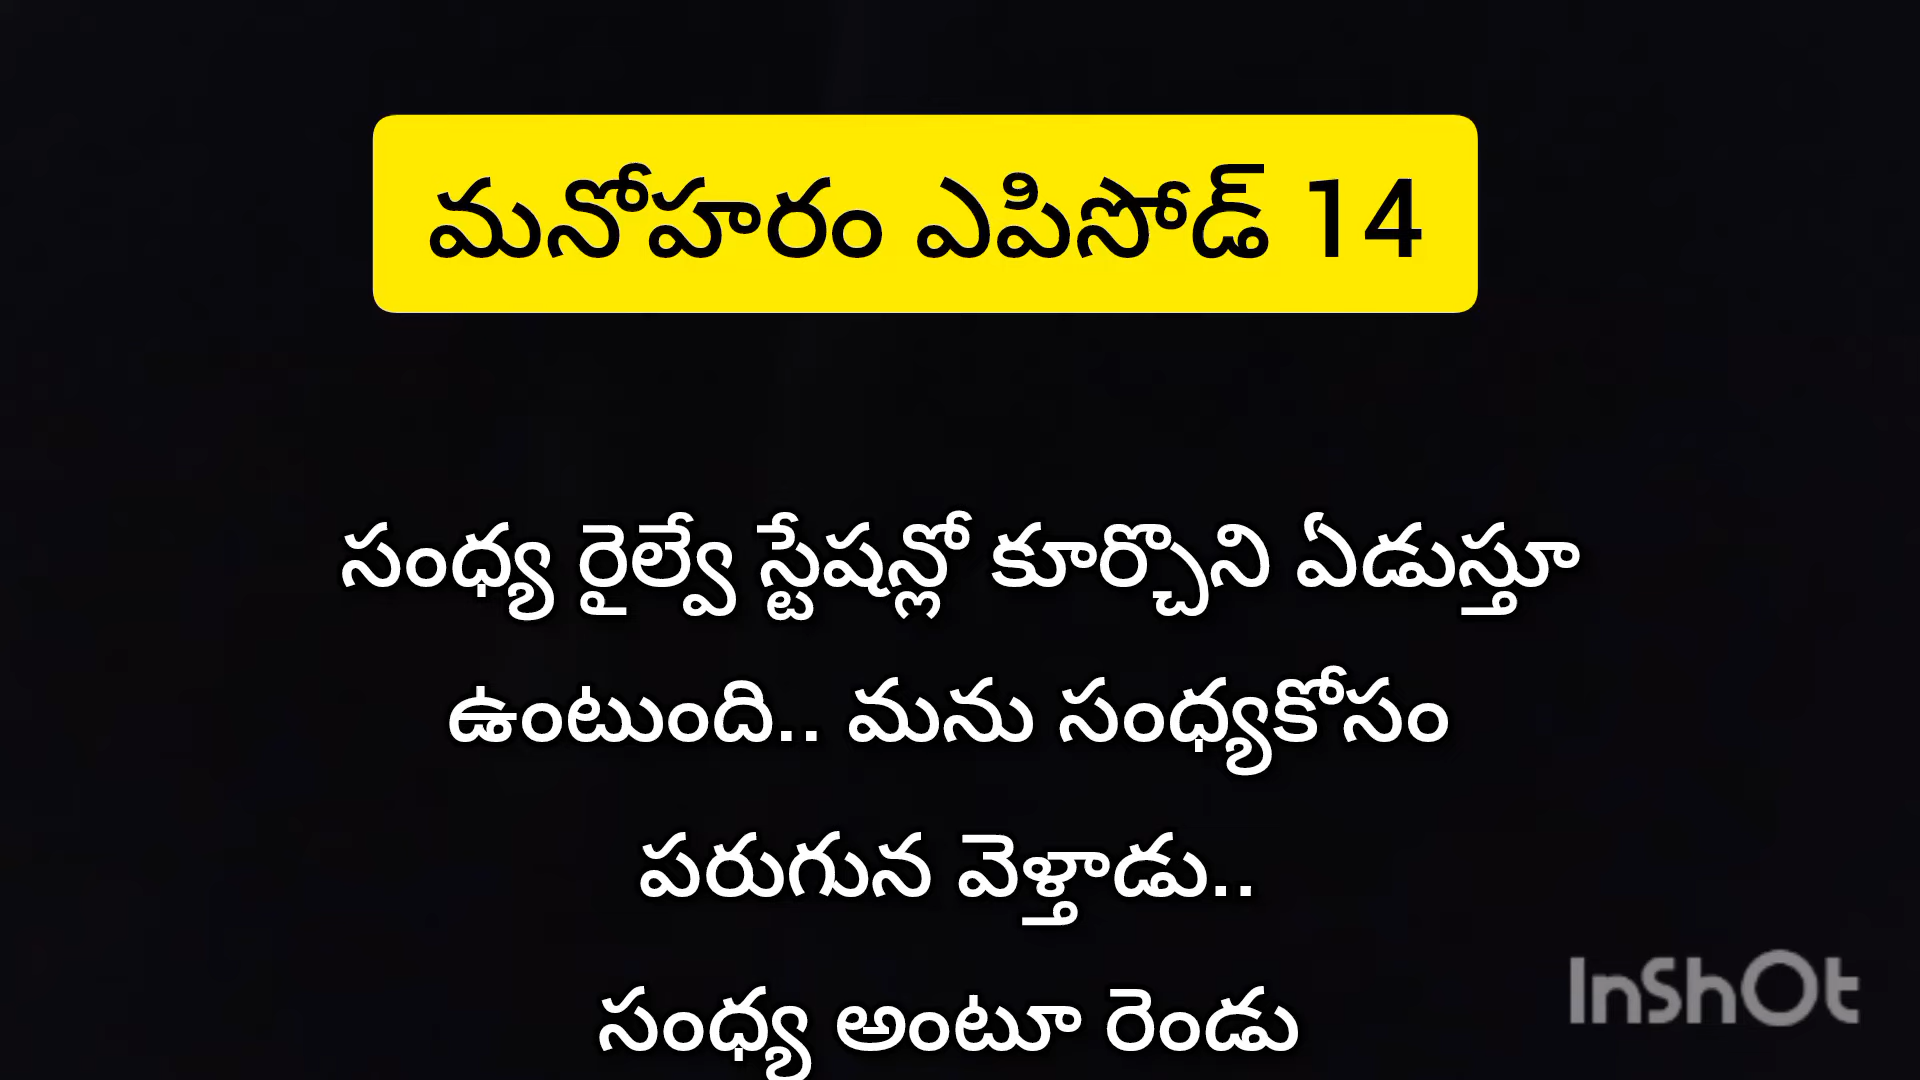 మనోహరం ఎపిసోడ్ 14
సంధ్య రైల్వే స్టేషన్లో కూర్చొని ఏడుస్తూ
ఉంటుంది.. మను సంధ్యకోసం
పరుగున వెళ్తాడు..
సంధ్య అంటూ రెండు
InShOt